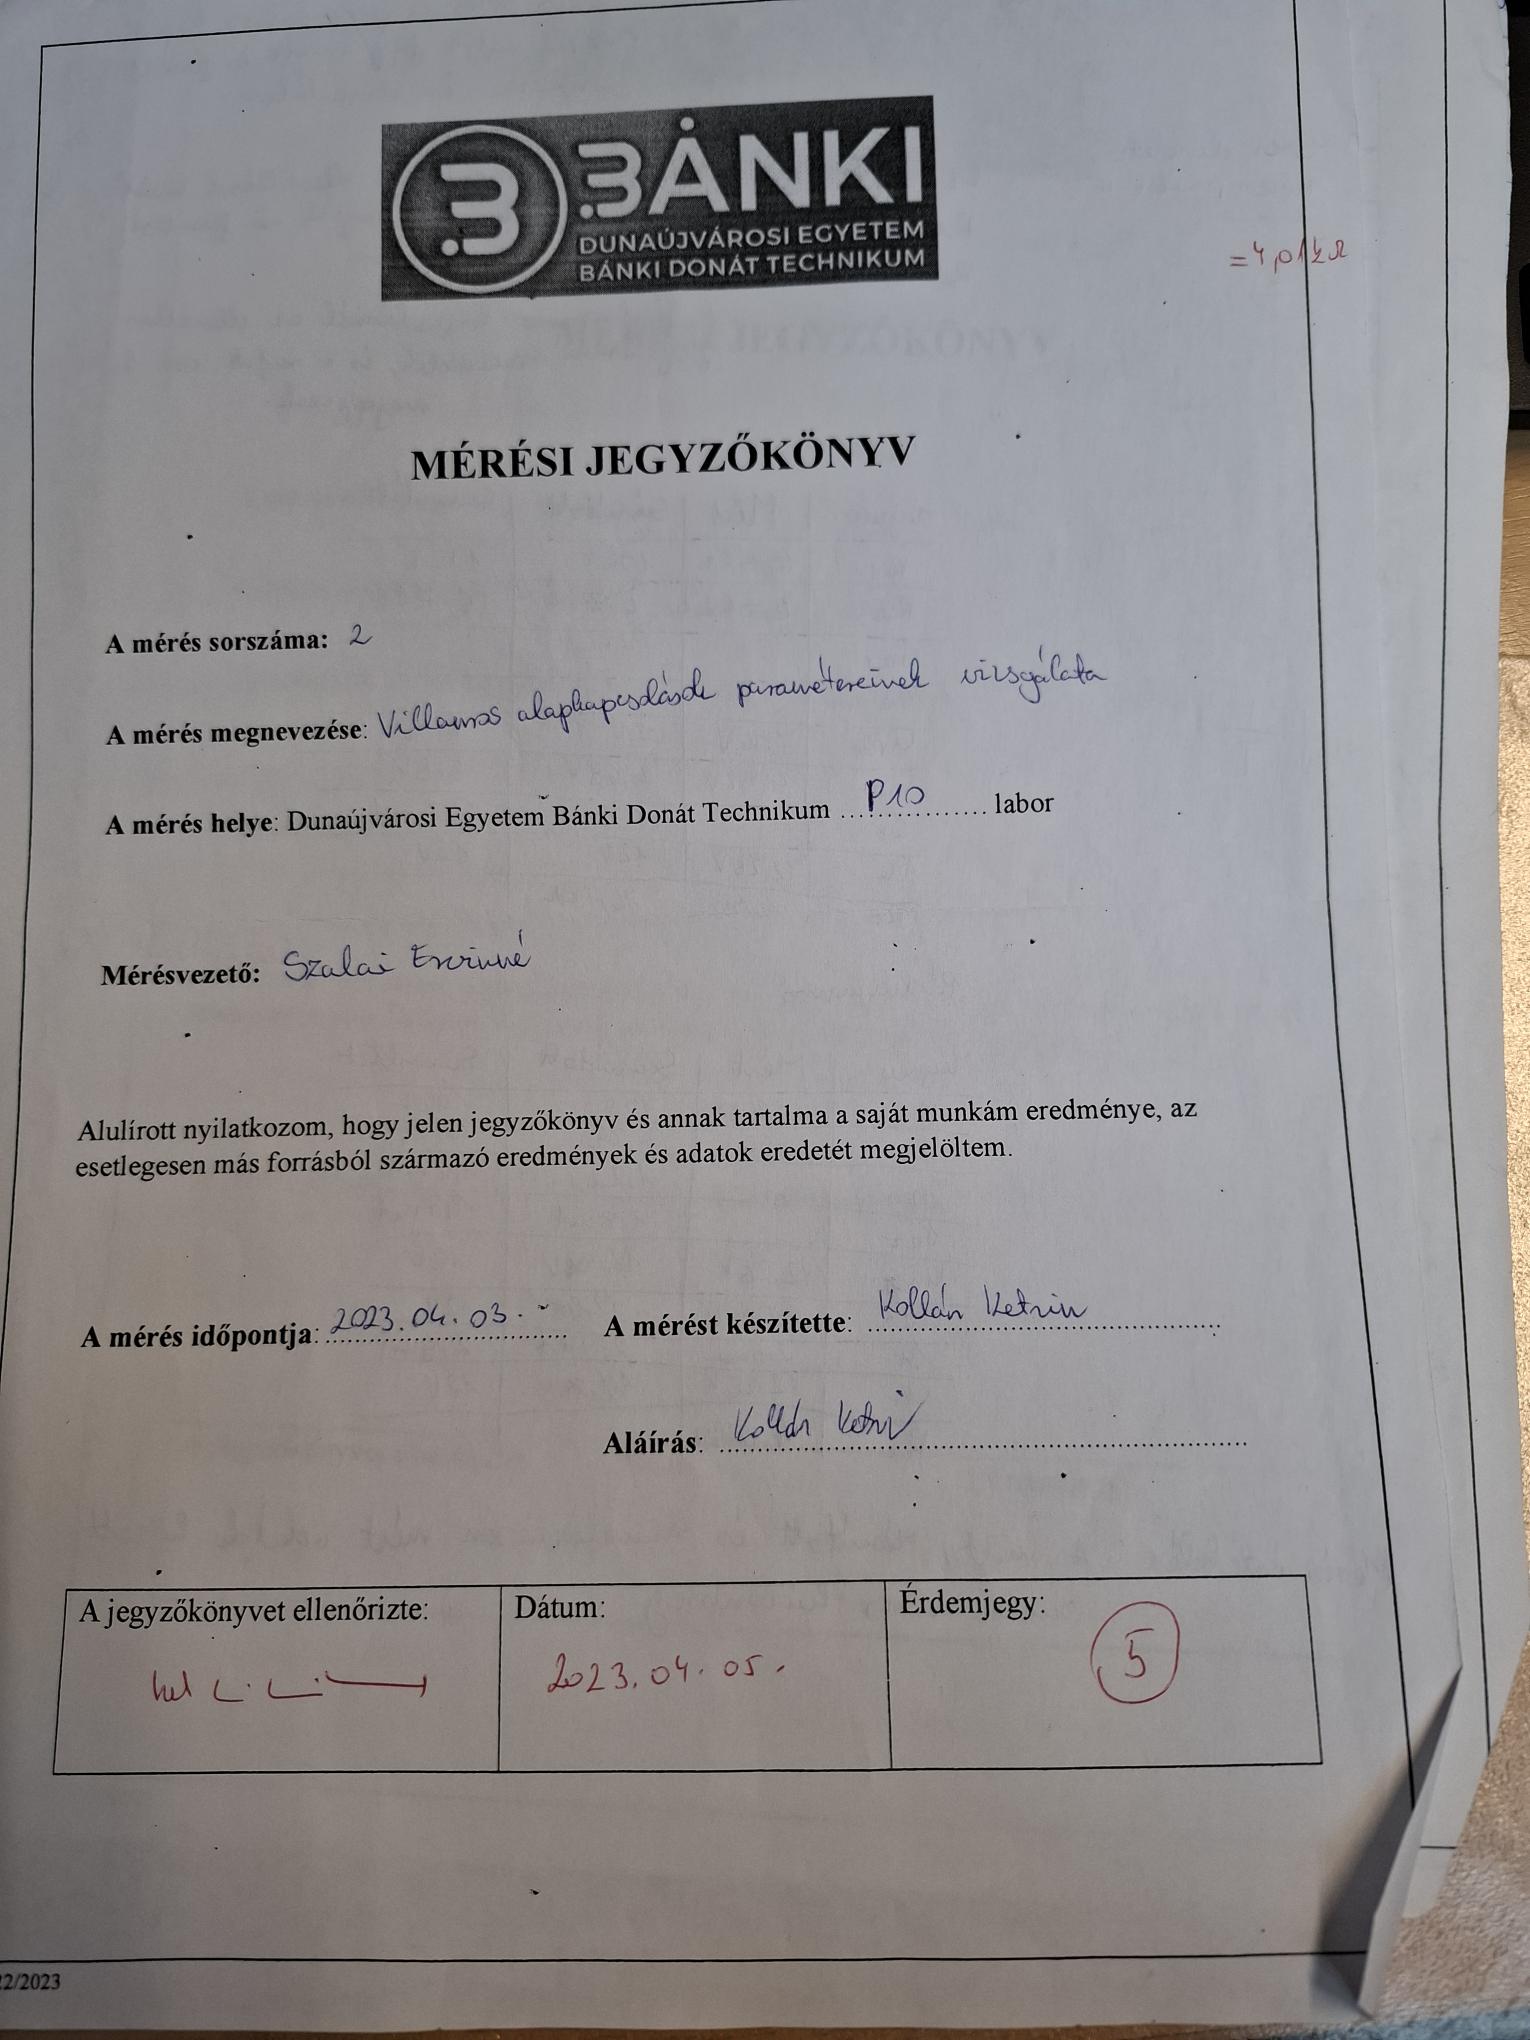 BÁNKI
DUNAÚJVÁROSI EGYETEM
BÁNKI DONÁT TECHNIKUM
=4,01kΩ
MÉRÉSI JEGYZŐKÖNYV
A mérés sorszáma: 2
A mérés megnevezése: Villamos alapkapcsolások paramétereinek vizsgálata
A mérés helye: Dunaújvárosi Egyetem Bánki Donát Technikum P10 labor
Mérésvezető: Szalai Ervinné
Alulírott nyilatkozom, hogy jelen jegyzőkönyv és annak tartalma a saját munkám eredménye, az
esetlegesen más forrásból származó eredmények és adatok eredetét megjelöltem.
A mérés időpontja: 2023.04.03. A mérést készítette: Kollán Ketrin
Aláírás: Kollán Ketrin
A jegyzőkönyvet ellenőrizte: Dátum: Érdemjegy:
2023.04.05. 5
22/2023